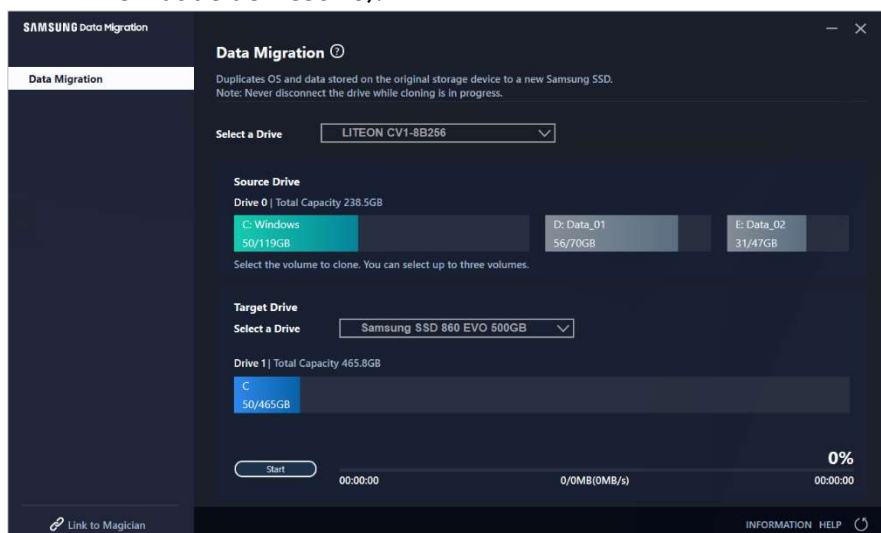 SAMSUNG Data Migration
Data Migration
Data Migration ?
Duplicates OS and data stored on the original storage device to a new Samsung SSD.
Note: Never disconnect the drive while cloning is in progress.
Select a Drive LITEON CV1-8B256
Source Drive
Drive 0 | Total Capacity 238.5GB
C: Windows D: Data_01 E: Data_02
50/119GB 56/70GB 31/47GB
Select the volume to clone. You can select up to three volumes.
Target Drive
Select a Drive Samsung SSD 860 EVO 500GB
Drive 1 | Total Capacity 465.8GB
C
50/465GB
0%
Start
00:00:00 0/0MB(0MB/s) 00:00:00
Link to Magician INFORMATION HELP